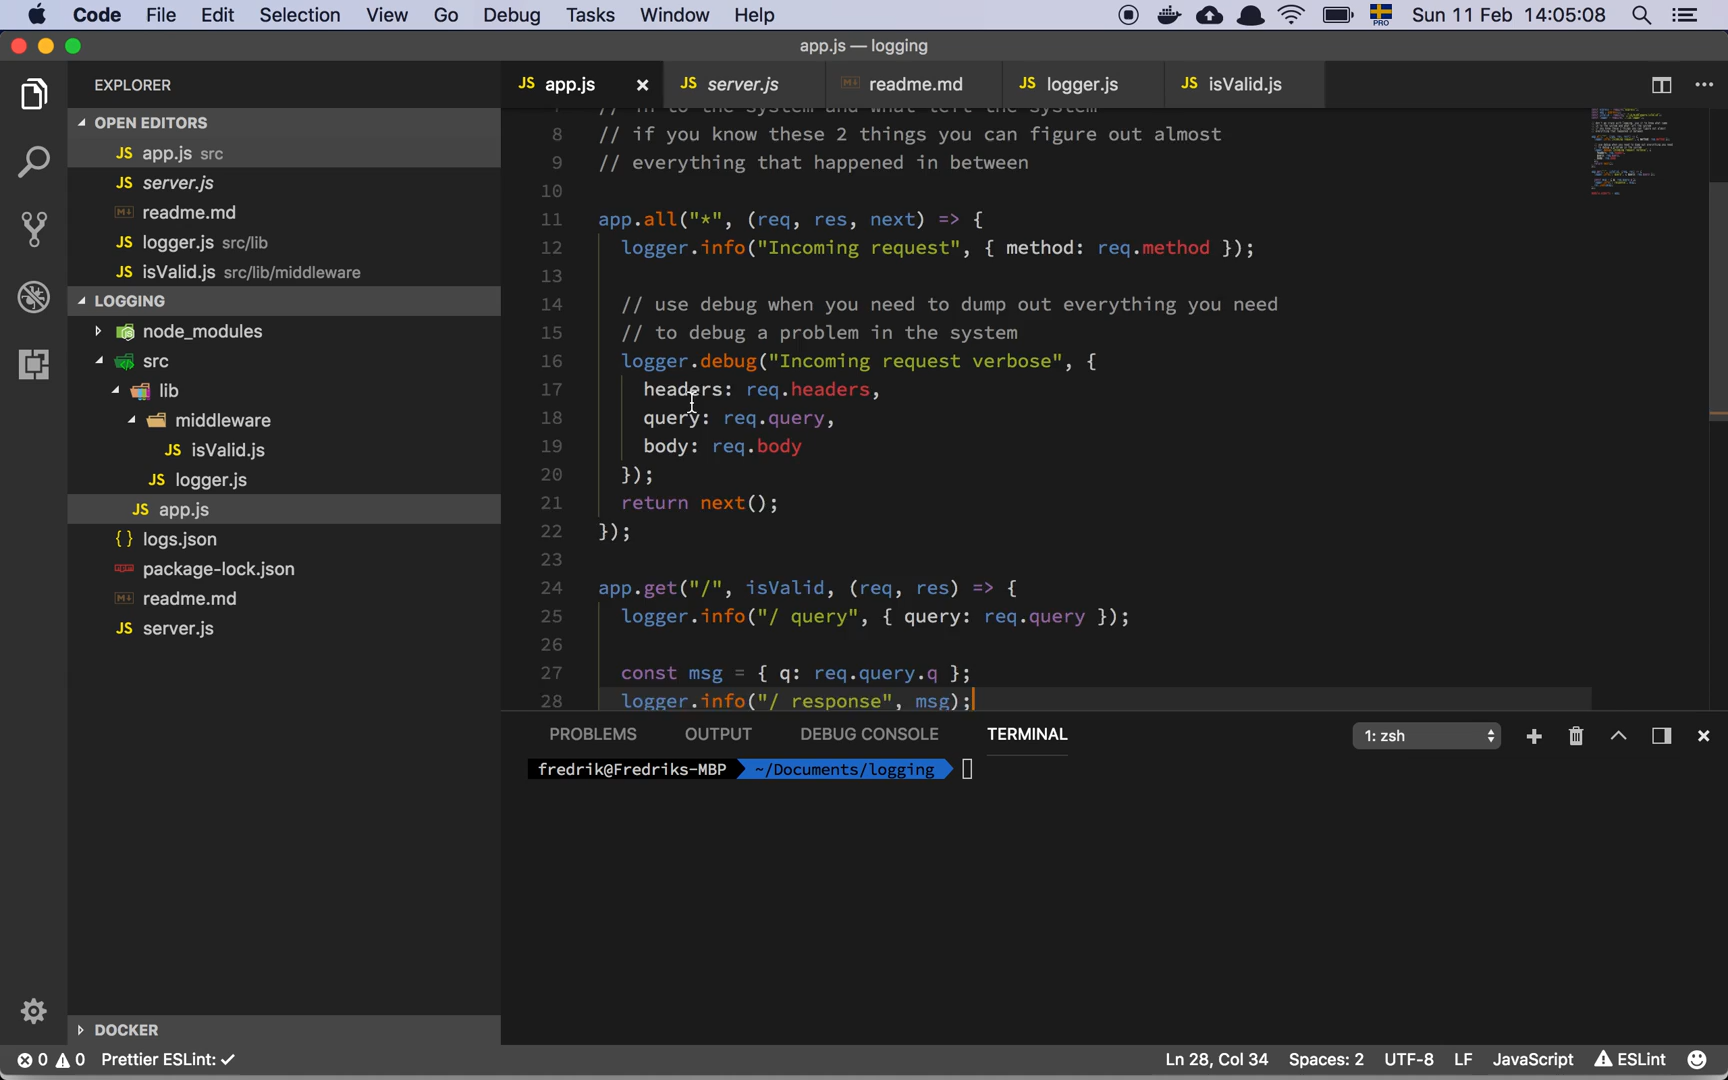 Code File Edit Selection View Go Debug Tasks Window Help PRO Sun 11 Feb 14:05:08
app.js — logging
EXPLORER
OPEN EDITORS
JS app.js src
JS server.js
M↓ readme.md
JS logger.js src/lib
JS isValid.js src/lib/middleware
LOGGING
node_modules
src
lib
middleware
JS isValid.js
JS logger.js
JS app.js
{} logs.json
package-lock.json
M↓ readme.md
JS server.js
DOCKER
JS app.js × JS server.js M↓ readme.md JS logger.js JS isValid.js
// in to the system and what left the system
8 // if you know these 2 things you can figure out almost
9 // everything that happened in between
10
11 app.all("*", (req, res, next) => {
12 logger.info("Incoming request", { method: req.method });
13
14 // use debug when you need to dump out everything you need
15 // to debug a problem in the system
16 logger.debug("Incoming request verbose", {
17 headers: req.headers,
18 query: req.query,
19 body: req.body
20 });
21 return next();
22 });
23
24 app.get("/", isValid, (req, res) => {
25 logger.info("/ query", { query: req.query });
26
27 const msg = { q: req.query.q };
28 logger.info("/ response", msg);
PROBLEMS OUTPUT DEBUG CONSOLE TERMINAL 1: zsh
fredrik@Fredriks-MBP ~/Documents/logging
0 0 Prettier ESLint: ✓ Ln 28, Col 34 Spaces: 2 UTF-8 LF JavaScript ESLint